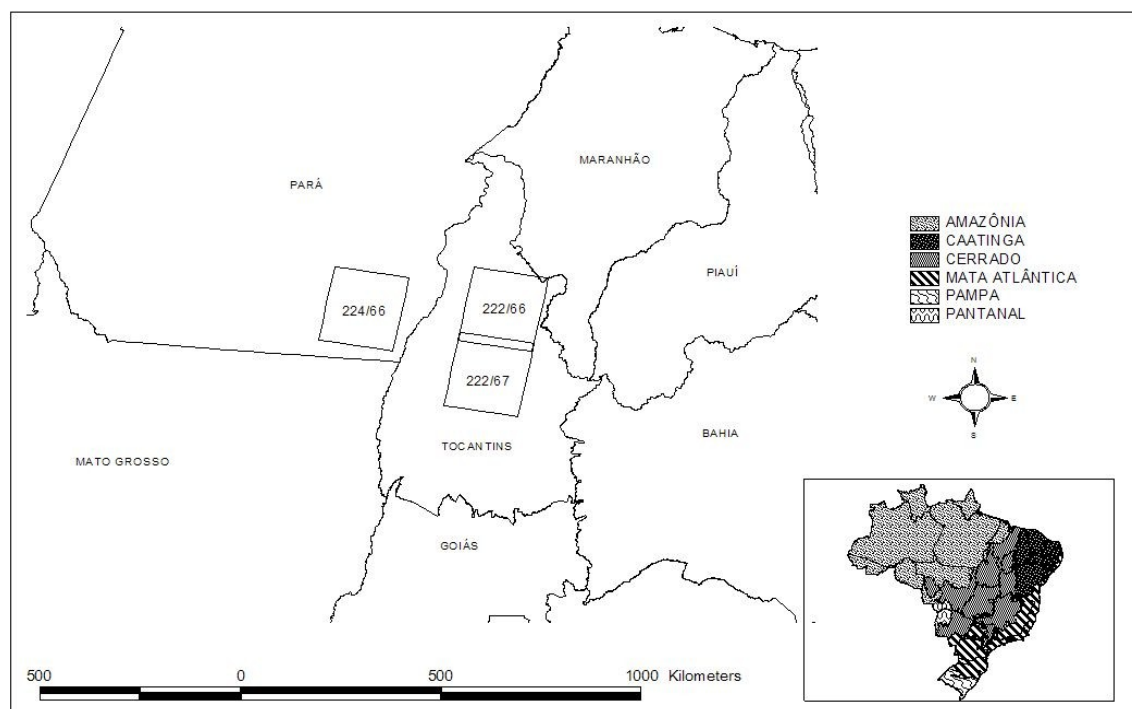 MARANHÃO
PARÁ
PIAUÍ
224/66
222/66
222/67
TOCANTINS
BAHIA
MATO GROSSO
GOIÁS
AMAZÔNIA
CAATINGA
CERRADO
MATA ATLÂNTICA
PAMPA
PANTANAL
N
W E
S
500 0 500 1000 Kilometers